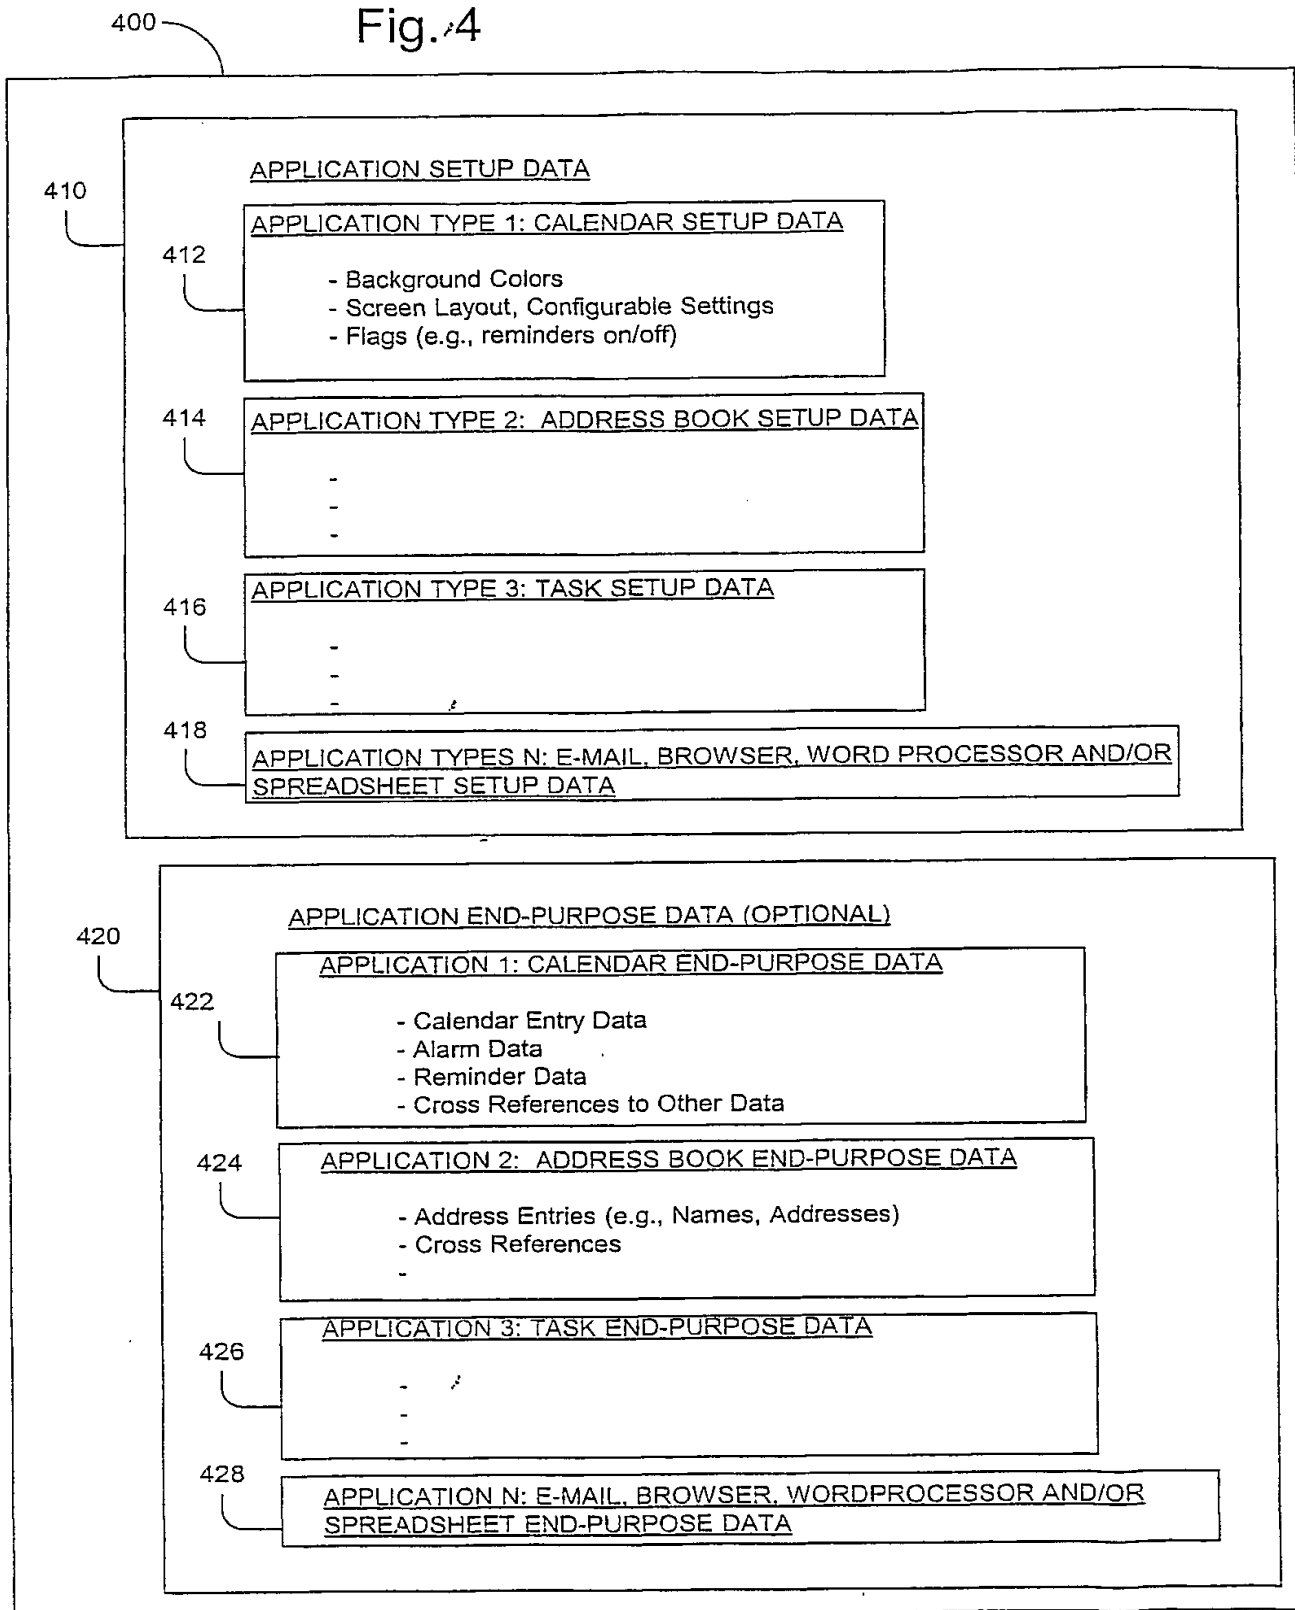 400
Fig. 4
410
APPLICATION SETUP DATA
412
APPLICATION TYPE 1: CALENDAR SETUP DATA
- Background Colors
- Screen Layout, Configurable Settings
- Flags (e.g., reminders on/off)
414
APPLICATION TYPE 2: ADDRESS BOOK SETUP DATA
-
-
-
416
APPLICATION TYPE 3: TASK SETUP DATA
-
-
-
418
APPLICATION TYPES N: E-MAIL, BROWSER, WORD PROCESSOR AND/OR
SPREADSHEET SETUP DATA
420
APPLICATION END-PURPOSE DATA (OPTIONAL)
422
APPLICATION 1: CALENDAR END-PURPOSE DATA
- Calendar Entry Data
- Alarm Data
- Reminder Data
- Cross References to Other Data
424
APPLICATION 2: ADDRESS BOOK END-PURPOSE DATA
- Address Entries (e.g., Names, Addresses)
- Cross References
-
426
APPLICATION 3: TASK END-PURPOSE DATA
-
-
-
428
APPLICATION N: E-MAIL, BROWSER, WORDPROCESSOR AND/OR
SPREADSHEET END-PURPOSE DATA